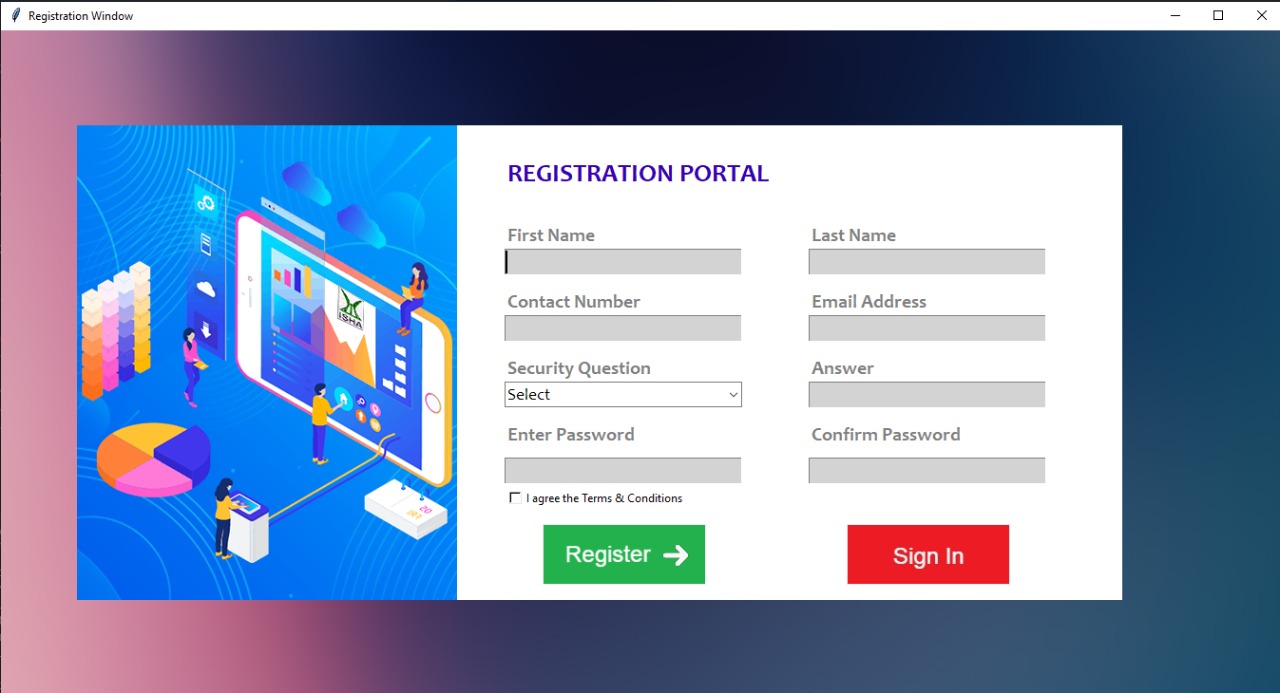 Registration Window
REGISTRATION PORTAL
First Name
Last Name
Contact Number
Email Address
Security Question
Answer
Select
Enter Password
Confirm Password
I agree the Terms & Conditions
Register
Sign In
ISHA